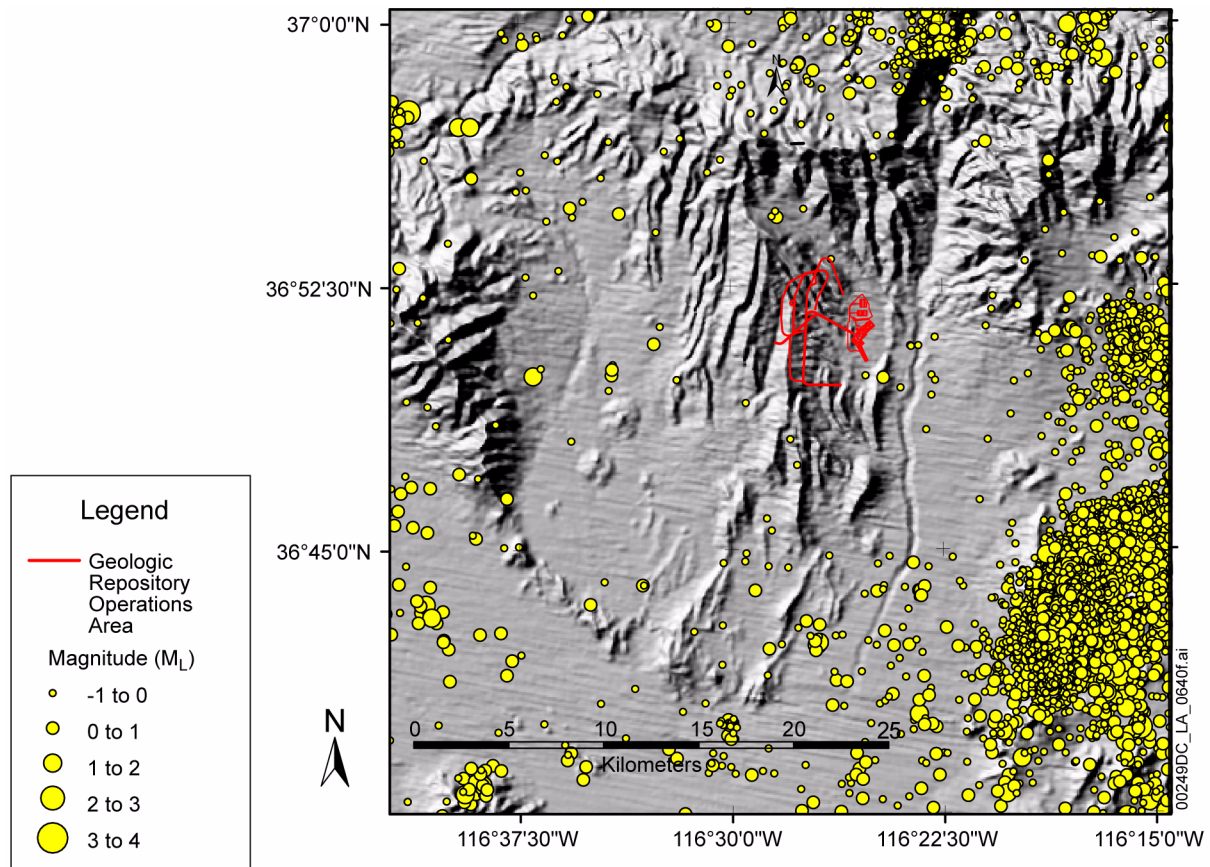 37°0'0"N
36°52'30"N
36°45'0"N
N
Legend
Geologic
Repository
Operations
Area
Magnitude (ML)
-1 to 0
0 to 1
1 to 2
2 to 3
3 to 4
N
0 5 10 15 20 25
Kilometers
116°37'30"W 116°30'0"W 116°22'30"W 116°15'0"W
00249DC_LA_0640f.ai